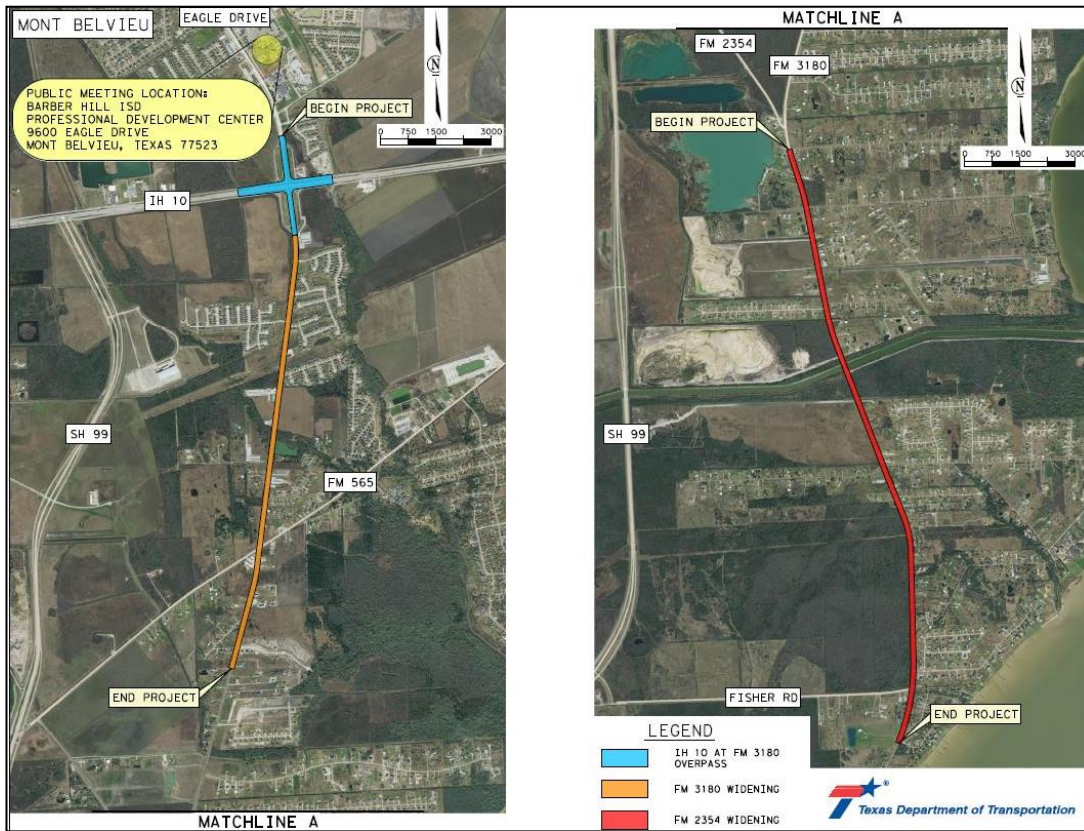 MONT BELVIEU
EAGLE DRIVE
PUBLIC MEETING LOCATION:
BARBER HILL ISD
PROFESSIONAL DEVELOPMENT CENTER
9600 EAGLE DRIVE
MONT BELVIEU, TEXAS 77523
BEGIN PROJECT
N
0 750 1500 3000
IH 10
SH 99
FM 565
END PROJECT
MATCHLINE A
MATCHLINE A
FM 2354
FM 3180
BEGIN PROJECT
N
0 750 1500 3000
SH 99
FISHER RD
END PROJECT
LEGEND
IH 10 AT FM 3180
OVERPASS
FM 3180 WIDENING
FM 2354 WIDENING
Texas Department of Transportation